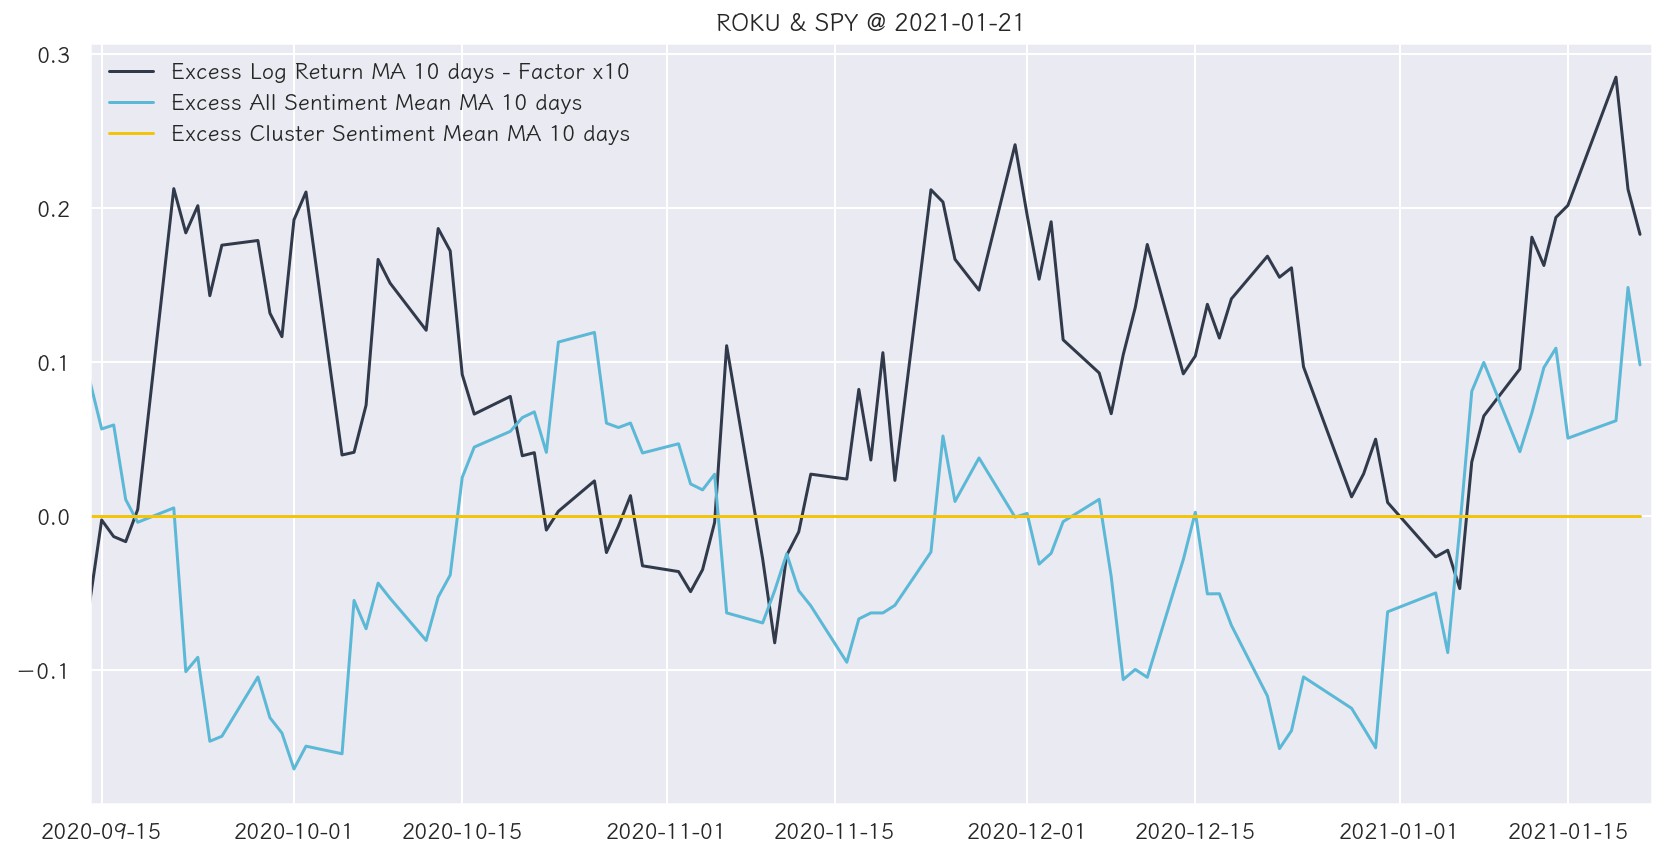 ROKU & SPY @ 2021-01-21
0.3
0.2
0.1
0.0
−0.1
Excess Log Return MA 10 days - Factor x10
Excess All Sentiment Mean MA 10 days
Excess Cluster Sentiment Mean MA 10 days
2020-09-15 2020-10-01 2020-10-15 2020-11-01 2020-11-15 2020-12-01 2020-12-15 2021-01-01 2021-01-15